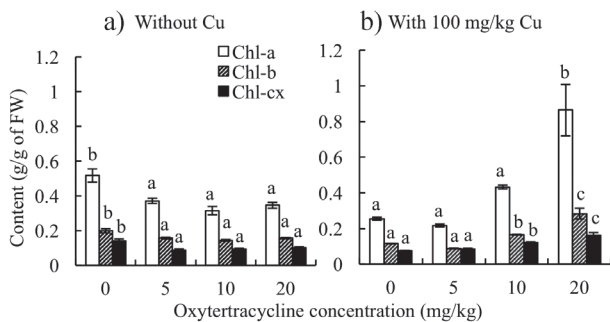 a) Without Cu
b) With 100 mg/kg Cu
Content (g/g of FW)
1.2
1
0.8
0.6
0.4
0.2
0
Chl-a
Chl-b
Chl-cx
b
b
b
a
a
a
a
a
a
a
a
a
0
5
10
20
1.2
1
0.8
0.6
0.4
0.2
0
a
a
a
a
a
a
a
b
b
b
c
c
0
5
10
20
Oxytertracycline concentration (mg/kg)